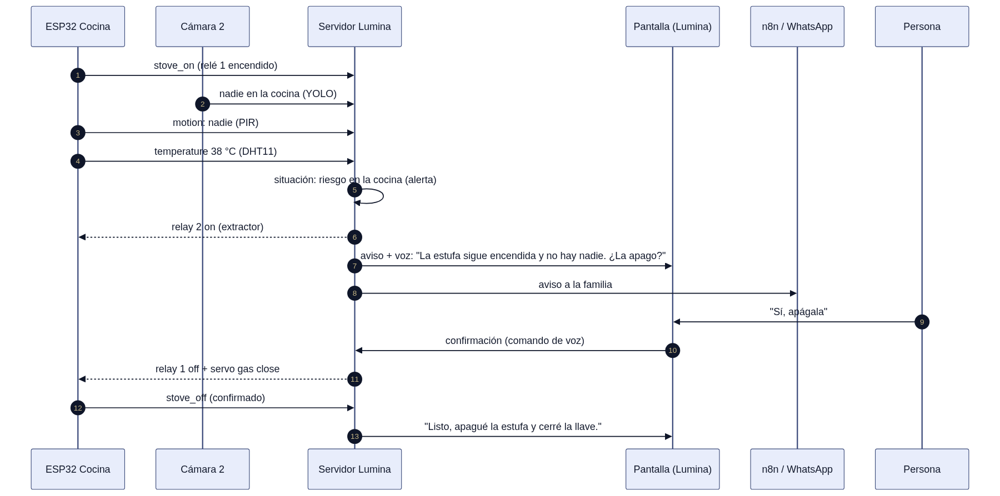 ESP32 Cocina
Cámara 2
Servidor Lumina
Pantalla (Lumina)
n8n / WhatsApp
Persona
stove_on (relé 1 encendido)
1
nadie en la cocina (YOLO)
2
motion: nadie (PIR)
3
temperature 38 °C (DHT11)
4
situación: riesgo en la cocina (alerta)
5
relay 2 on (extractor)
6
aviso + voz: "La estufa sigue encendida y no hay nadie. ¿La apago?"
7
aviso a la familia
8
"Sí, apágala"
9
confirmación (comando de voz)
10
relay 1 off + servo gas close
11
stove_off (confirmado)
12
"Listo, apagué la estufa y cerré la llave."
13
ESP32 Cocina
Cámara 2
Servidor Lumina
Pantalla (Lumina)
n8n / WhatsApp
Persona